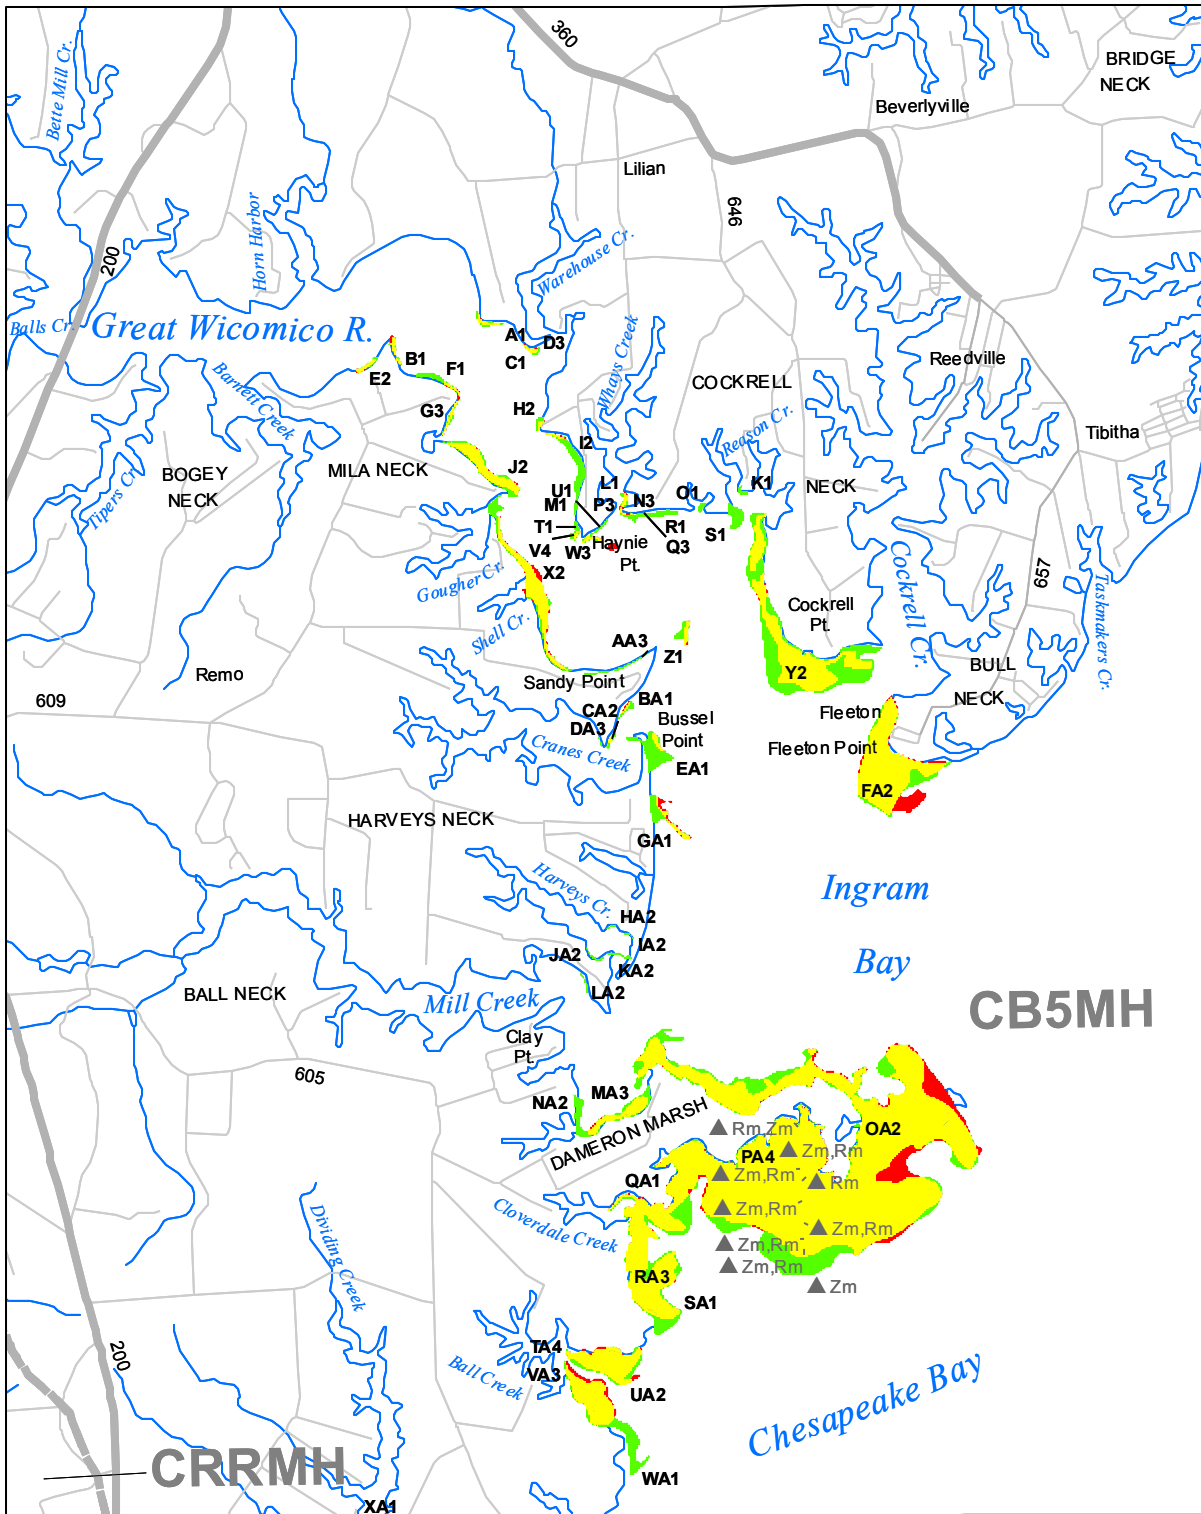 360
BRIDGE
NECK
Bette Mill Cr.
Beverlyville
Lilian
646
Horn Harbor
200
Warehouse Cr.
Balls Cr.
Great Wicomico R.
A1
D3
C1
B1
E2
F1
Reedville
Whays Creek
Barnett Creek
COCKRELL
G3
H2
Reason Cr.
Tibitha
I2
BOGEY
NECK
MILA NECK
J2
Tipers Cr.
U1
L1
M1
P3
N3
O1
K1
NECK
T1
R1
S1
V4
W3
Haynie
Pt.
Q3
X2
Gougher Cr.
Cockrell Cr.
657
Taskmakers Cr.
Shell Cr.
Cockrell
Pt.
AA3
Z1
Remo
Sandy Point
Y2
BULL
NECK
609
BA1
CA2
DA3
Bussel
Point
Fleeton
Cranes Creek
Fleeton Point
EA1
FA2
HARVEYS NECK
GA1
Harveys Cr.
Ingram
Bay
HA2
IA2
JA2
KA2
LA2
BALL NECK
Mill Creek
CB5MH
Clay
Pt.
605
NA2
MA3
DAMERON MARSH
OA2
Rm,Zm
PA4
Zm,Rm
QA1
Zm,Rm
Rm
Cloverdale Creek
Zm,Rm
Zm,Rm
Zm,Rm
Zm,Rm
Zm
Dividing Creek
RA3
SA1
200
TA4
VA3
Ball Creek
UA2
Chesapeake Bay
CRRMH
WA1
XA1